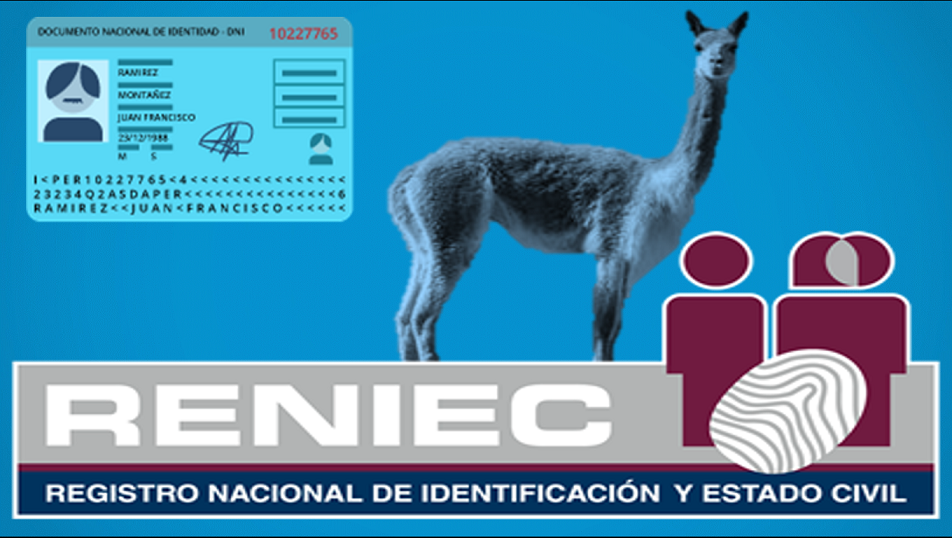 DOCUMENTO NACIONAL DE IDENTIDAD - DNI 10227765
RAMIREZ
MONTAÑEZ
JUAN FRANCISCO
23/12/1988
M S
I<PER10227765<4<<<<<<<<<<<<<<<
23234Q2ASDAPER<<<<<<<<<<<<<<<6
RAMIREZ<<JUAN<FRANCISCO<<<<<<
RENIEC
REGISTRO NACIONAL DE IDENTIFICACIÓN Y ESTADO CIVIL